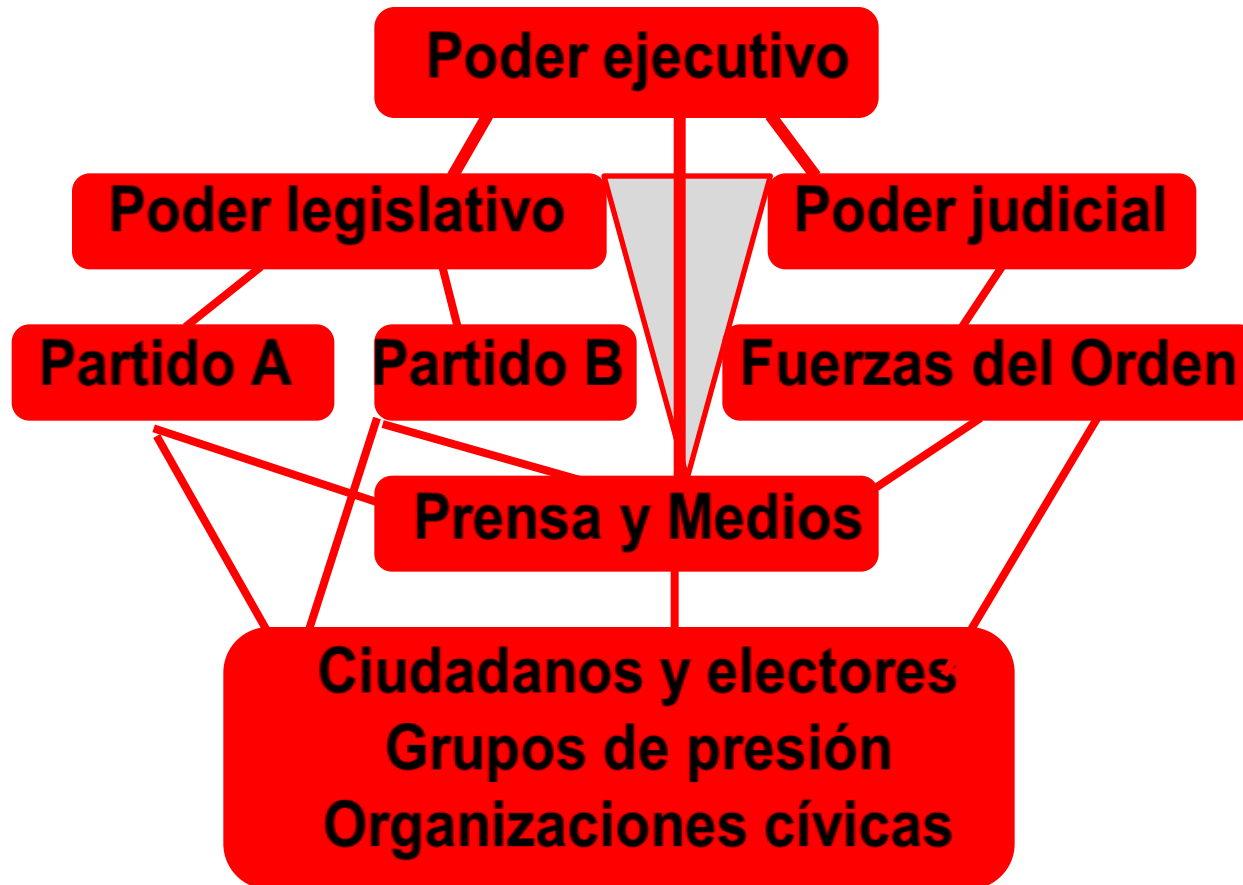 Poder ejecutivo
Poder legislativo
Poder judicial
Partido A
Partido B
Fuerzas del Orden
Prensa y Medios
Ciudadanos y electores
Grupos de presión
Organizaciones cívicas